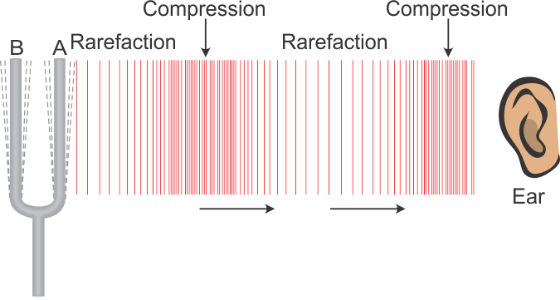 Compression
Compression
B
A
Rarefaction
Rarefaction
Ear